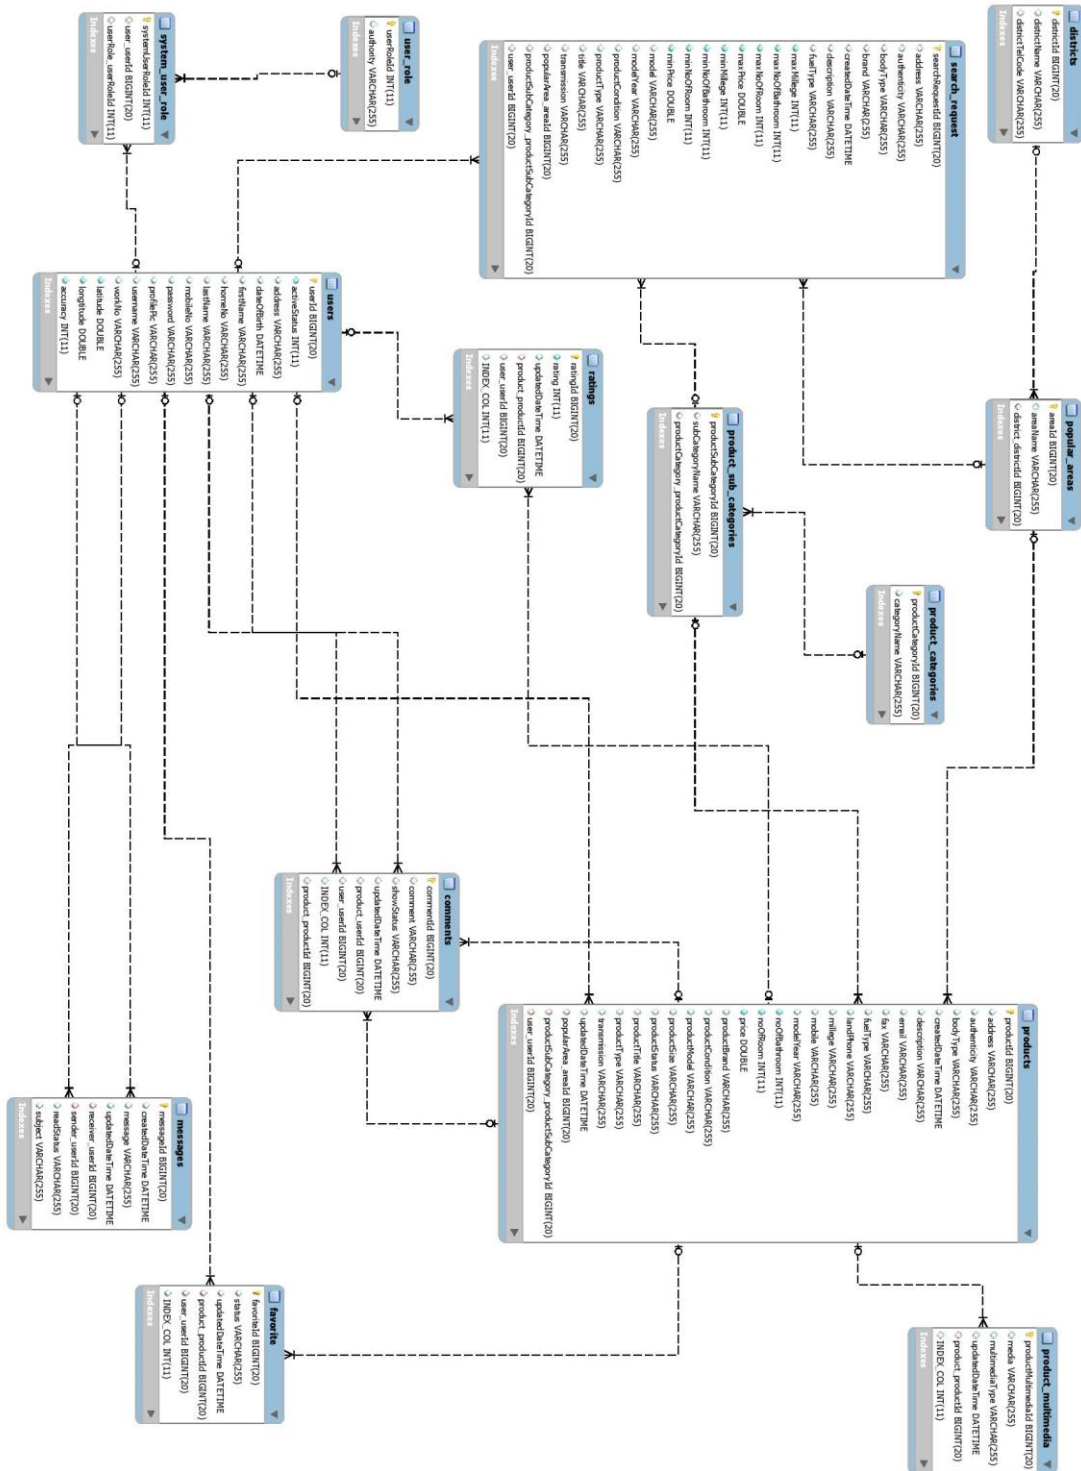 districts
districtId BIGINT(20)
districtName VARCHAR(255)
districtTelCode VARCHAR(255)
Indexes
search_request
searchRequestId BIGINT(20)
address VARCHAR(255)
authenticity VARCHAR(255)
bodyType VARCHAR(255)
brand VARCHAR(255)
createdDateTime DATETIME
description VARCHAR(255)
fuelType VARCHAR(255)
maxMillege INT(11)
maxNoOfBathroom INT(11)
maxNoOfRoom INT(11)
maxPrice DOUBLE
minMillege INT(11)
minNoOfBathroom INT(11)
minNoOfRoom INT(11)
minPrice DOUBLE
model VARCHAR(255)
modelYear VARCHAR(255)
productCondition VARCHAR(255)
productType VARCHAR(255)
title VARCHAR(255)
transmission VARCHAR(255)
popularArea_areaId BIGINT(20)
productSubCategory_productSubCategoryId BIGINT(20)
user_userId BIGINT(20)
Indexes
user_role
userRoleId INT(11)
authority VARCHAR(255)
Indexes
system_user_role
systemUserRoleId INT(11)
user_userId BIGINT(20)
userRole_userRoleId INT(11)
Indexes
popular_areas
areaId BIGINT(20)
areaName VARCHAR(255)
district_districtId BIGINT(20)
Indexes
product_sub_categories
productSubCategoryId BIGINT(20)
subCategoryName VARCHAR(255)
productCategory_productCategoryId BIGINT(20)
Indexes
ratings
ratingId BIGINT(20)
rating INT(11)
updatedDateTime DATETIME
product_productId BIGINT(20)
user_userId BIGINT(20)
INDEX_COL INT(11)
Indexes
users
userId BIGINT(20)
activeStatus INT(11)
address VARCHAR(255)
dateOfBirth DATETIME
firstName VARCHAR(255)
homeNo VARCHAR(255)
lastName VARCHAR(255)
mobileNo VARCHAR(255)
password VARCHAR(255)
profilePic VARCHAR(255)
username VARCHAR(255)
workNo VARCHAR(255)
latitude DOUBLE
longtitude DOUBLE
accuracy INT(11)
Indexes
product_categories
productCategoryId BIGINT(20)
categoryName VARCHAR(255)
Indexes
products
productId BIGINT(20)
address VARCHAR(255)
authenticity VARCHAR(255)
bodyType VARCHAR(255)
createdDateTime DATETIME
description VARCHAR(255)
email VARCHAR(255)
fax VARCHAR(255)
fuelType VARCHAR(255)
landPhone VARCHAR(255)
millege VARCHAR(255)
mobile VARCHAR(255)
modelYear VARCHAR(255)
noOfBathroom INT(11)
noOfRoom INT(11)
price DOUBLE
productBrand VARCHAR(255)
productCondition VARCHAR(255)
productModel VARCHAR(255)
productSize VARCHAR(255)
productStatus VARCHAR(255)
productTitle VARCHAR(255)
productType VARCHAR(255)
transmission VARCHAR(255)
updatedDateTime DATETIME
popularArea_areaId BIGINT(20)
productSubCategory_productSubCategoryId BIGINT(20)
user_userId BIGINT(20)
Indexes
comments
commentId BIGINT(20)
comment VARCHAR(255)
showStatus VARCHAR(255)
updatedDateTime DATETIME
product_userId BIGINT(20)
user_userId BIGINT(20)
INDEX_COL INT(11)
product_productId BIGINT(20)
Indexes
messages
messageId BIGINT(20)
createdDateTime DATETIME
message VARCHAR(255)
updatedDateTime DATETIME
receiver_userId BIGINT(20)
sender_userId BIGINT(20)
readStatus VARCHAR(255)
subject VARCHAR(255)
Indexes
product_multimedia
productMultimediaId BIGINT(20)
media VARCHAR(255)
multimediaType VARCHAR(255)
updatedDateTime DATETIME
product_productId BIGINT(20)
INDEX_COL INT(11)
Indexes
favorite
favoriteId BIGINT(20)
status VARCHAR(255)
updatedDateTime DATETIME
product_productId BIGINT(20)
user_userId BIGINT(20)
INDEX_COL INT(11)
Indexes